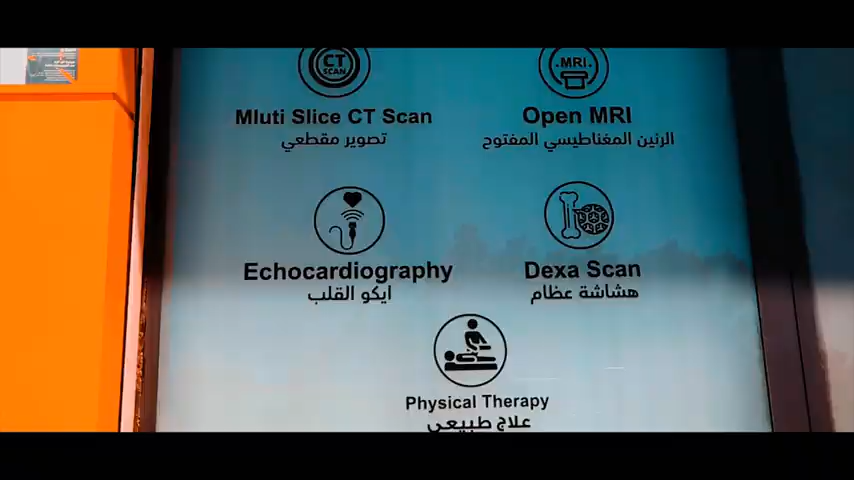 CT
SCAN
MRI
Mluti Slice CT Scan
تصوير مقطعي
Open MRI
الرنين المغناطيسي المفتوح
Echocardiography
ايكو القلب
Dexa Scan
هشاشة عظام
Physical Therapy
علاج طبيعي